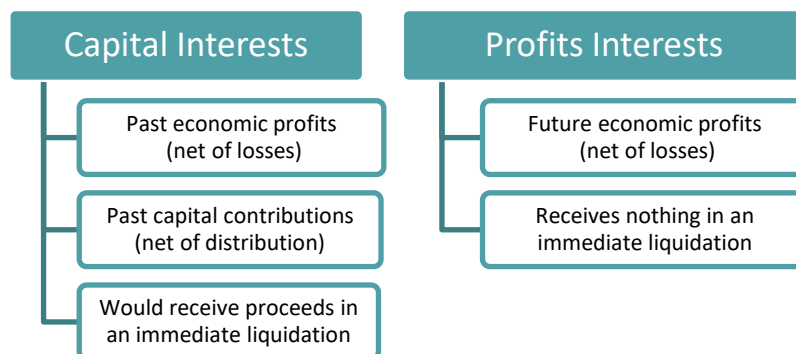 Capital Interests
Past economic profits
(net of losses)
Past capital contributions
(net of distribution)
Would receive proceeds in
an immediate liquidation
Profits Interests
Future economic profits
(net of losses)
Receives nothing in an
immediate liquidation